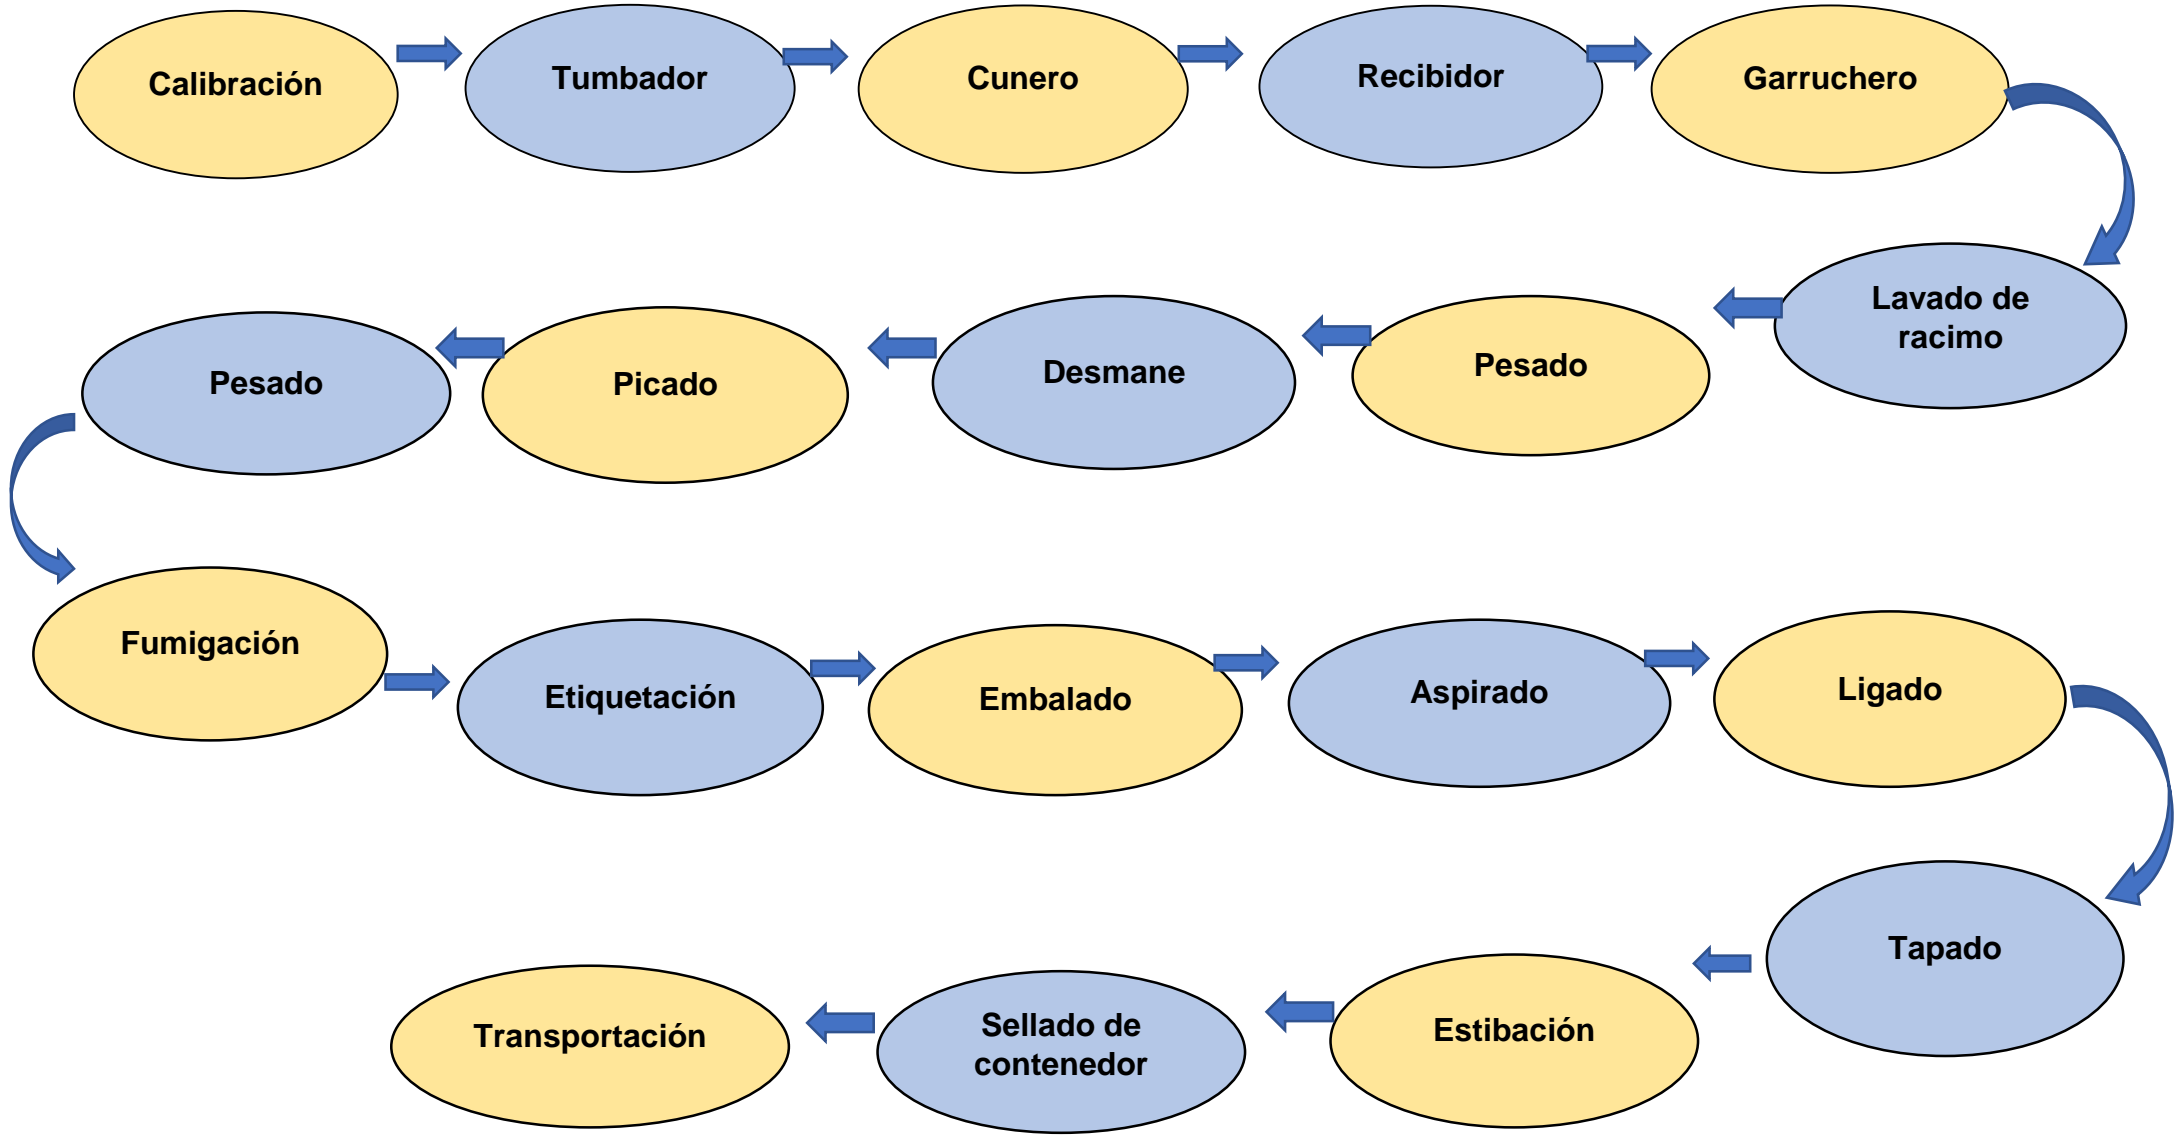 Calibración
Tumbador
Cunero
Recibidor
Garruchero
Lavado de
racimo
Pesado
Desmane
Picado
Pesado
Fumigación
Etiquetación
Embalado
Aspirado
Ligado
Tapado
Estibación
Sellado de
contenedor
Transportación